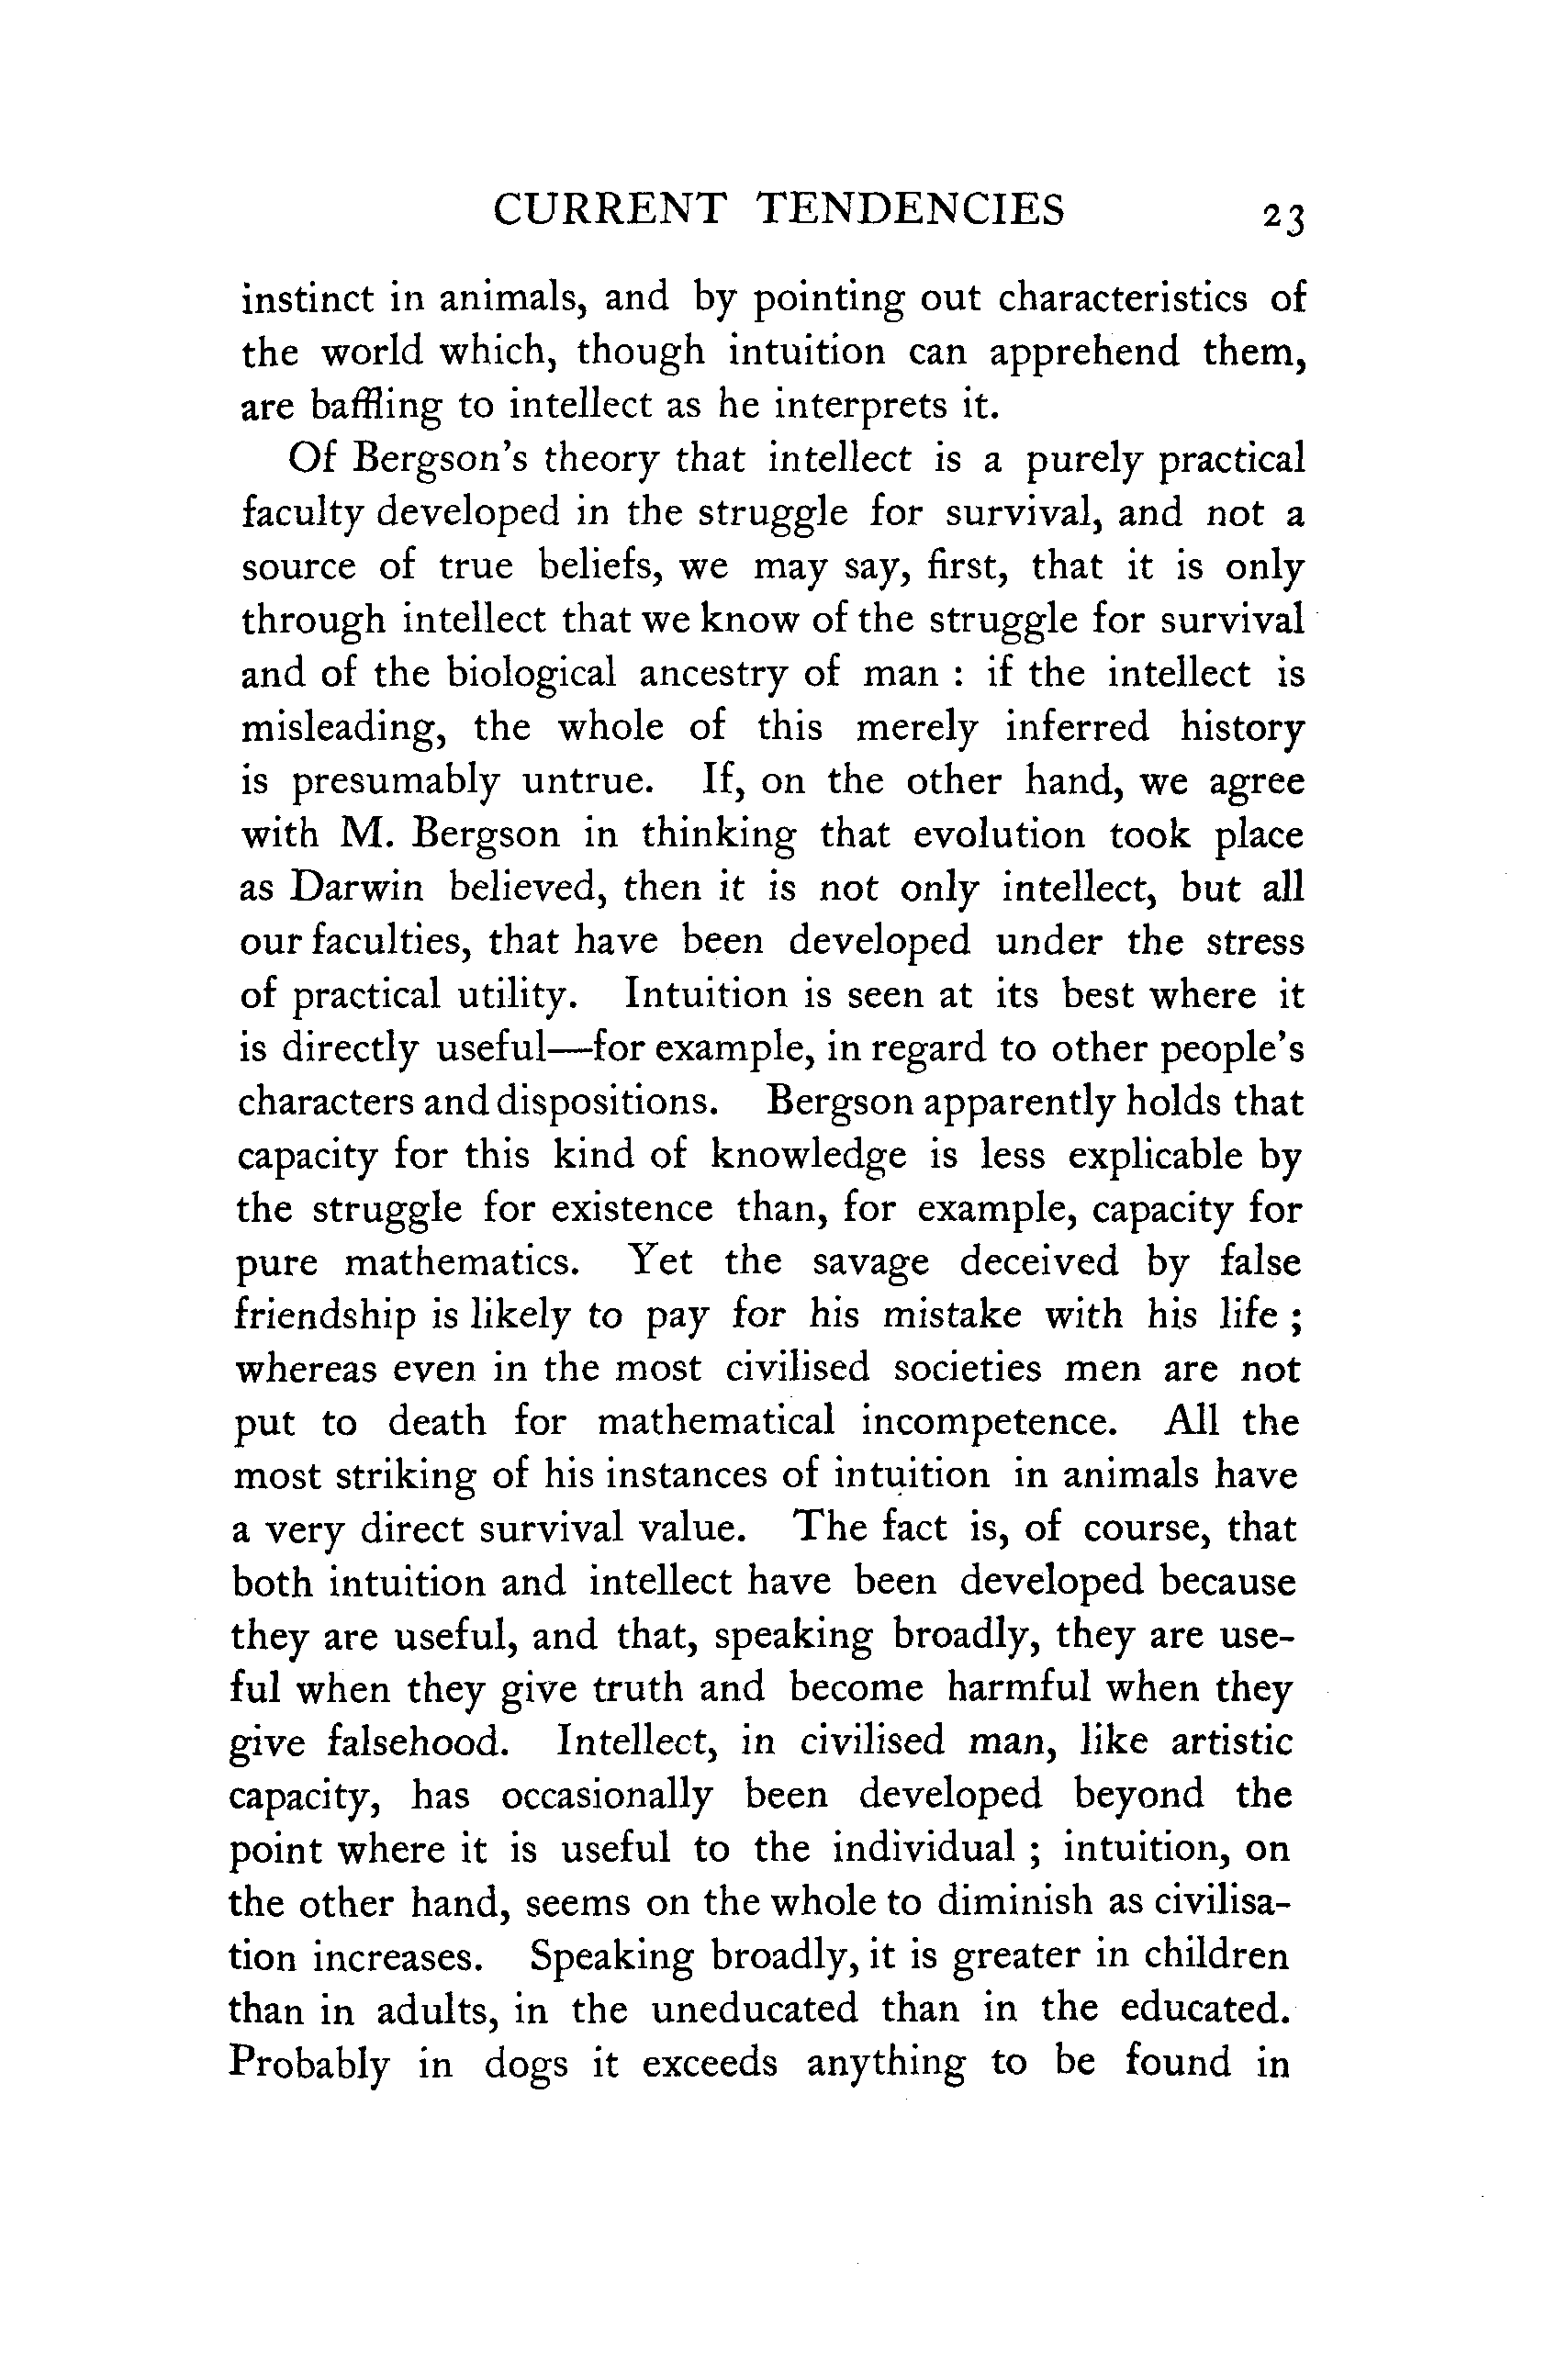 CURRENT TENDENCIES 23
instinct in animals, and by pointing out characteristics of
the world which, though intuition can apprehend them,
are baffling to intellect as he interprets it.
Of Bergson's theory that intellect is a purely practical
faculty developed in the struggle for survival, and not a
source of true beliefs, we may say, first, that it is only
through intellect that we know of the struggle for survival
and of the biological ancestry of man : if the intellect is
misleading, the whole of this merely inferred history
is presumably untrue. If, on the other hand, we agree
with M. Bergson in thinking that evolution took place
as Darwin believed, then it is not only intellect, but all
our faculties, that have been developed under the stress
of practical utility. Intuition is seen at its best where it
is directly useful—for example, in regard to other people's
characters and dispositions. Bergson apparently holds that
capacity for this kind of knowledge is less explicable by
the struggle for existence than, for example, capacity for
pure mathematics. Yet the savage deceived by false
friendship is likely to pay for his mistake with his life ;
whereas even in the most civilised societies men are not
put to death for mathematical incompetence. All the
most striking of his instances of intuition in animals have
a very direct survival value. The fact is, of course, that
both intuition and intellect have been developed because
they are useful, and that, speaking broadly, they are use-
ful when they give truth and become harmful when they
give falsehood. Intellect, in civilised man, like artistic
capacity, has occasionally been developed beyond the
point where it is useful to the individual ; intuition, on
the other hand, seems on the whole to diminish as civilisa-
tion increases. Speaking broadly, it is greater in children
than in adults, in the uneducated than in the educated.
Probably in dogs it exceeds anything to be found in